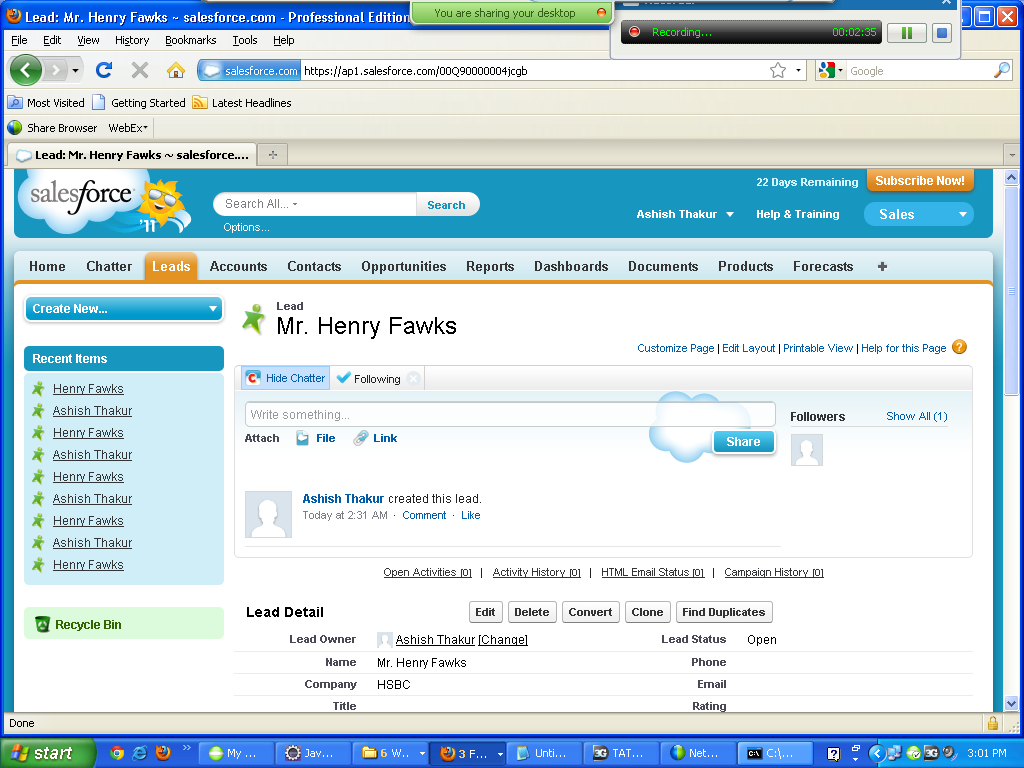 Lead: Mr. Henry Fawks ~ salesforce.com - Professional Edition
You are sharing your desktop
Recording...
00:02:35
File Edit View History Bookmarks Tools Help
salesforce.com https://ap1.salesforce.com/00Q90000004jcgb
Google
Most Visited Getting Started Latest Headlines
Share Browser WebEx
Lead: Mr. Henry Fawks ~ salesforce....
salesforce
'11
Search All...
Search
Options...
22 Days Remaining
Subscribe Now!
Ashish Thakur
Help & Training
Sales
Home Chatter Leads Accounts Contacts Opportunities Reports Dashboards Documents Products Forecasts +
Create New...
Recent Items
Henry Fawks
Ashish Thakur
Henry Fawks
Ashish Thakur
Henry Fawks
Ashish Thakur
Henry Fawks
Ashish Thakur
Henry Fawks
Recycle Bin
Lead
Mr. Henry Fawks
Customize Page | Edit Layout | Printable View | Help for this Page ?
Hide Chatter Following
Write something...
Attach File Link
Share
Followers Show All (1)
Ashish Thakur created this lead.
Today at 2:31 AM · Comment · Like
Open Activities [0] | Activity History [0] | HTML Email Status [0] | Campaign History [0]
Lead Detail
Edit Delete Convert Clone Find Duplicates
Lead Owner Ashish Thakur [Change] Lead Status Open
Name Mr. Henry Fawks Phone
Company HSBC Email
Title Rating
Done
start
My ...
Jav...
6 W...
3 F...
Unti...
TAT...
Net...
C:\...
3:01 PM